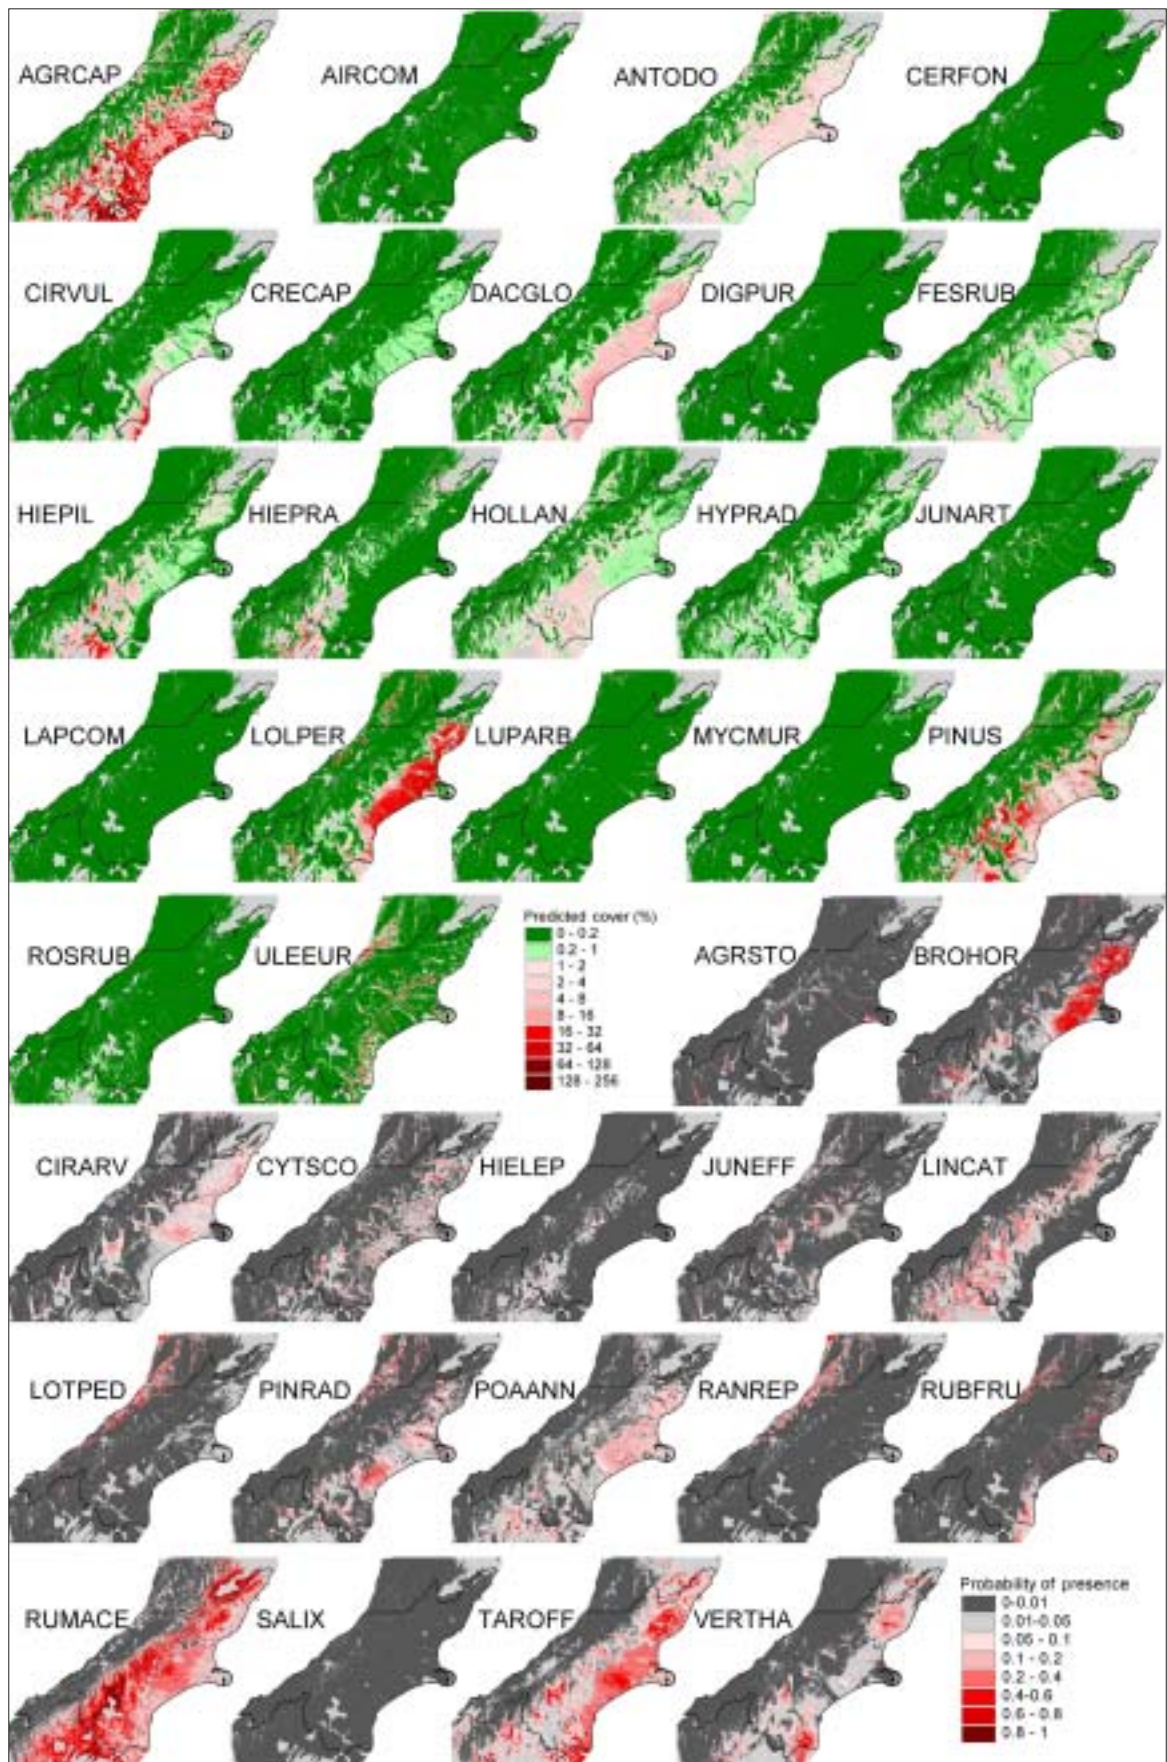 AGRCAP AIRCOM ANTODO CERFON
CIRVUL CRECAP DACGLO DIGPUR FESRUB
HIEPIL HIEPRA HOLLAN HYPRAD JUNART
LAPCOM LOLPER LUPARB MYCMUR PINUS
ROSRUB ULEEUR
Predicted cover (%)
0 - 0.2
0.2 - 1
1 - 2
2 - 4
4 - 8
8 - 16
16 - 32
32 - 64
64 - 128
128 - 256
AGRSTO BROHOR
CIRARV CYTSCO HIELEP JUNEFF LINCAT
LOTPED PINRAD POAANN RANREP RUBFRU
RUMACE SALIX TAROFF VERTHA
Probability of presence
0-0.01
0.01-0.05
0.05 - 0.1
0.1 - 0.2
0.2 - 0.4
0.4-0.6
0.6 - 0.8
0.8 - 1